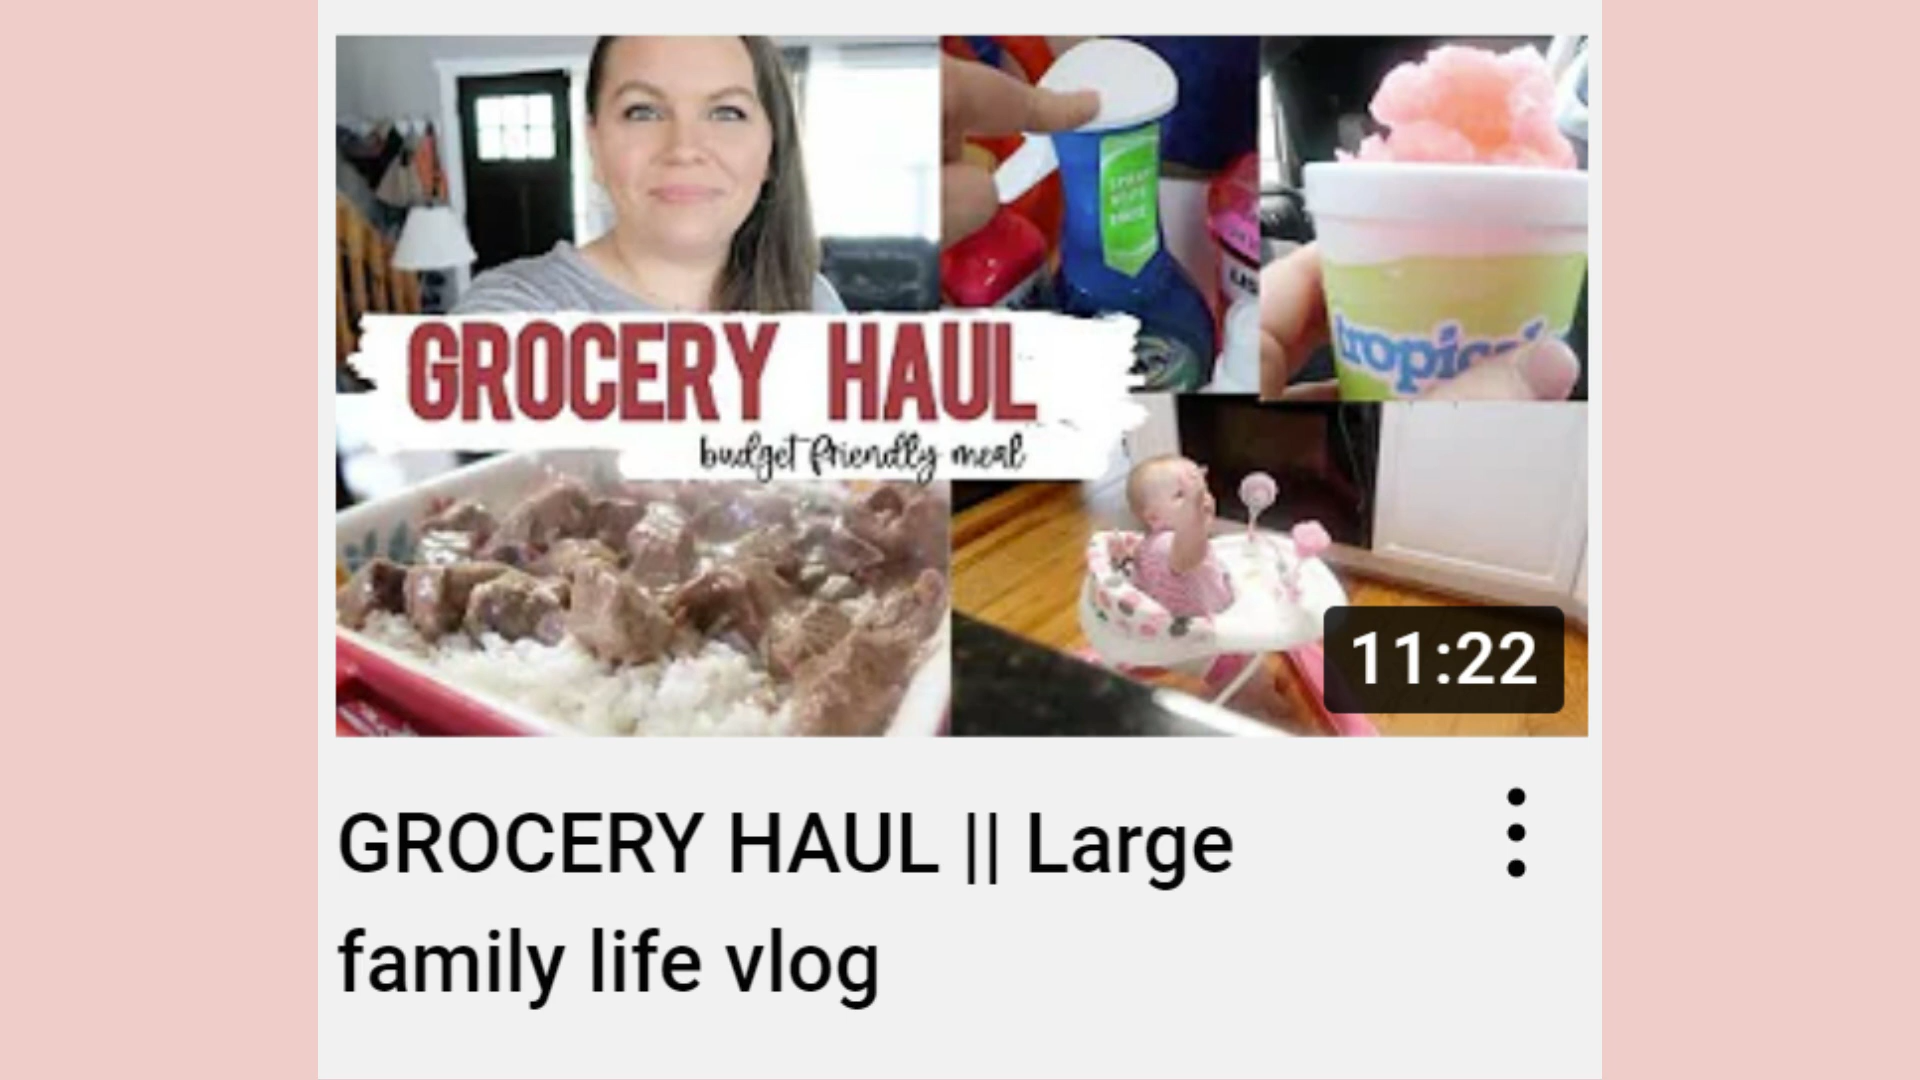 GROCERY HAUL
budget friendly meal
11:22
GROCERY HAUL || Large
family life vlog